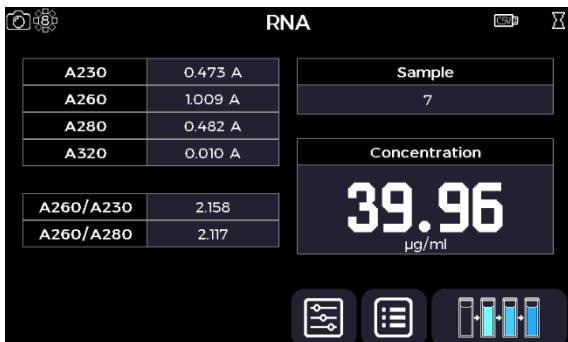 8
RNA
CSV
A230 0.473 A
A260 1.009 A
A280 0.482 A
A320 0.010 A
A260/A230 2.158
A260/A280 2.117
Sample
7
Concentration
39.96
µg/ml